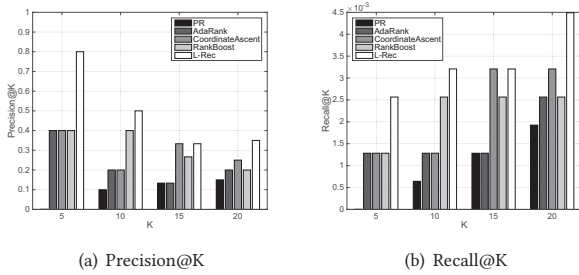 PR
AdaRank
CoordinateAscent
RankBoost
L-Rec
Precision@K
1
0.9
0.8
0.7
0.6
0.5
0.4
0.3
0.2
0.1
0
5 10 15 20
K
(a) Precision@K
×10⁻³
PR
AdaRank
CoordinateAscent
RankBoost
L-Rec
Recall@K
4.5
4
3.5
3
2.5
2
1.5
1
0.5
0
5 10 15 20
K
(b) Recall@K